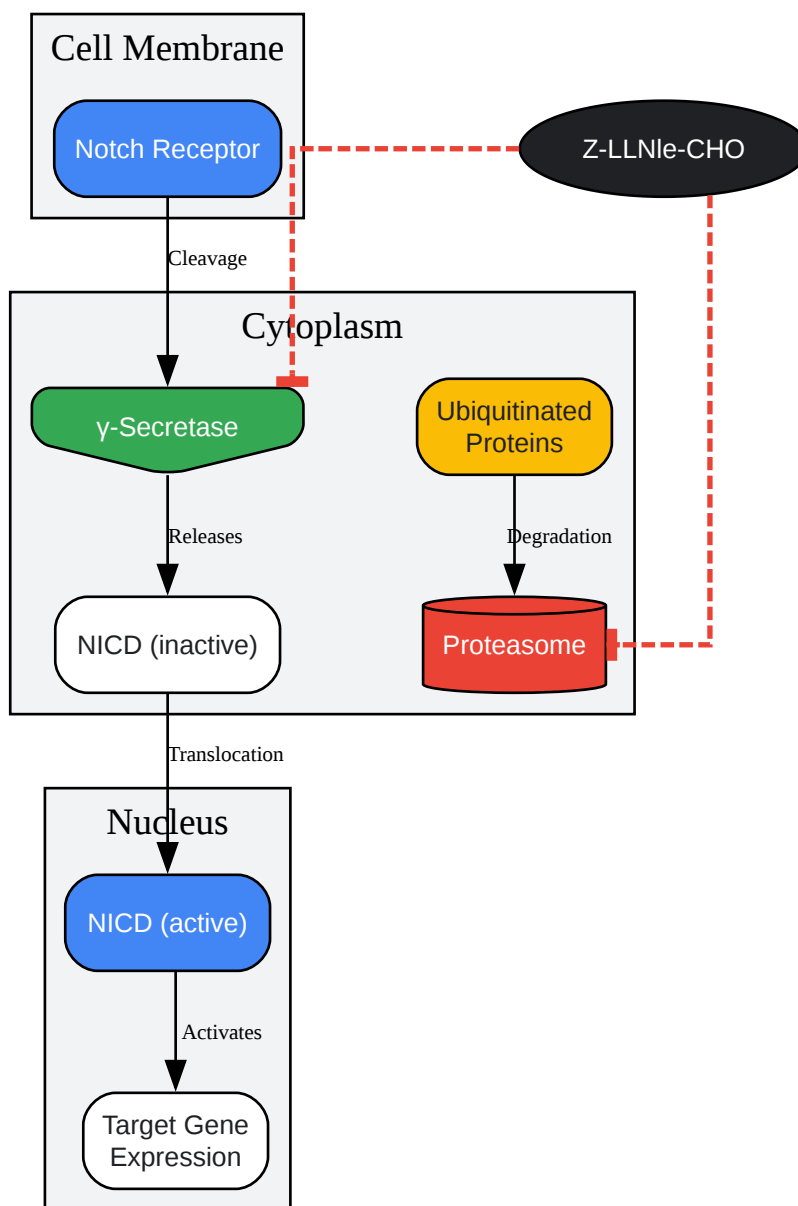 Cell Membrane
Notch Receptor
Z-LLNle-CHO
Cleavage
Cytoplasm
γ-Secretase
Ubiquitinated
Proteins
Releases
Degradation
NICD (inactive)
Proteasome
Translocation
Nucleus
NICD (active)
Activates
Target Gene
Expression